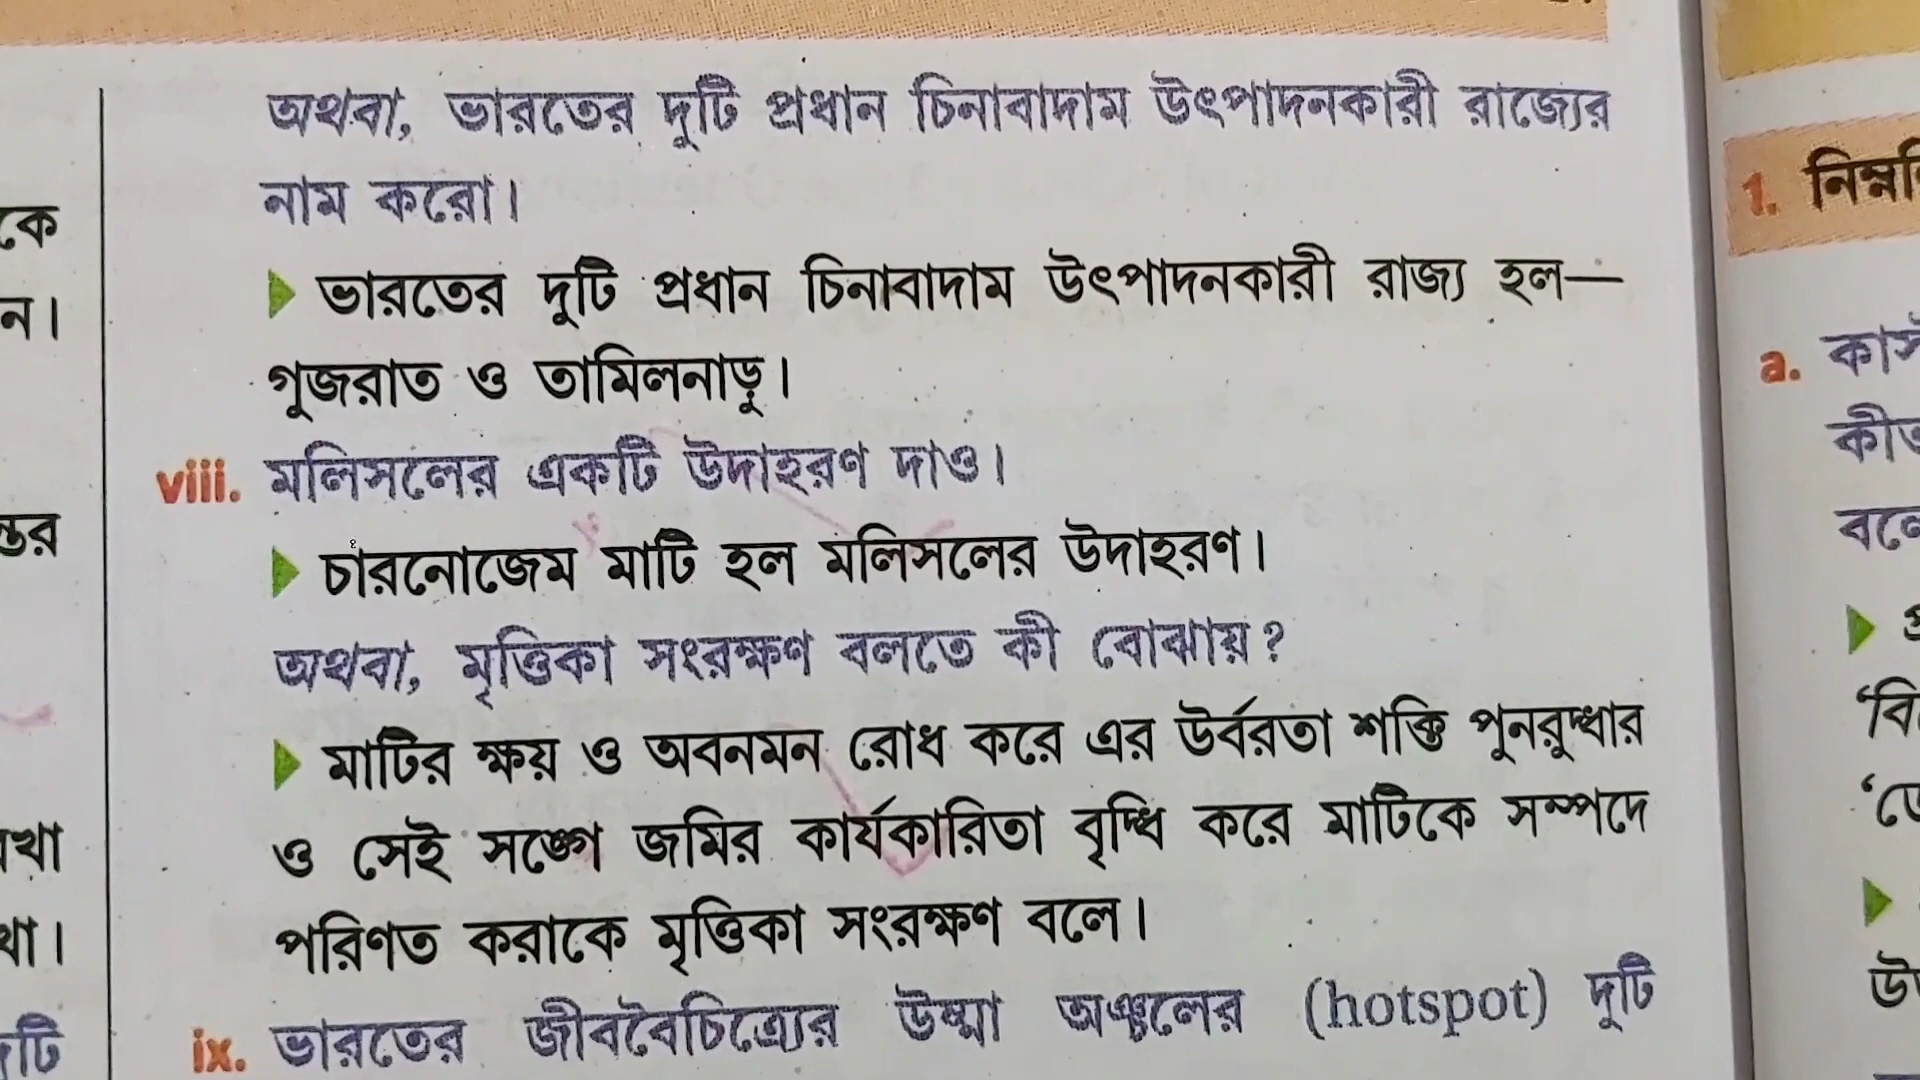 অথবা, ভারতের দুটি প্রধান চিনাবাদাম উৎপাদনকারী রাজ্যের
নাম করো।
ভারতের দুটি প্রধান চিনাবাদাম উৎপাদনকারী রাজ্য হল—
গুজরাত ও তামিলনাড়ু।
viii. মলিসলের একটি উদাহরণ দাও।
চারনোজেম মাটি হল মলিসলের উদাহরণ।
অথবা, মৃত্তিকা সংরক্ষণ বলতে কী বোঝায়?
মাটির ক্ষয় ও অবনমন রোধ করে এর উর্বরতা শক্তি পুনরুদ্ধার
ও সেই সঙ্গে জমির কার্যকারিতা বৃদ্ধি করে মাটিকে সম্পদে
পরিণত করাকে মৃত্তিকা সংরক্ষণ বলে।
ix. ভারতের জীববৈচিত্র্যের উষ্মা অঞ্চলের (hotspot) দুটি
1.
a.